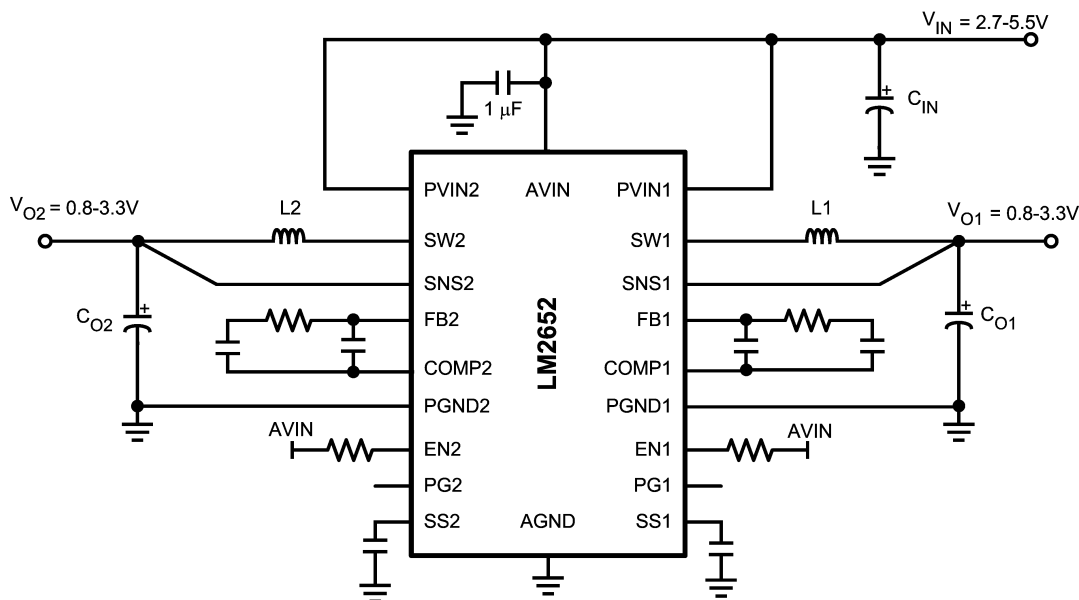 V_IN = 2.7-5.5V
1 μF
C_IN
PVIN2 AVIN PVIN1
V_O2 = 0.8-3.3V
L2
L1
V_O1 = 0.8-3.3V
SW2 SW1
SNS2 SNS1
C_O2
C_O1
FB2 FB1
LM2652
COMP2 COMP1
PGND2 PGND1
AVIN
AVIN
EN2 EN1
PG2 PG1
SS2 AGND SS1